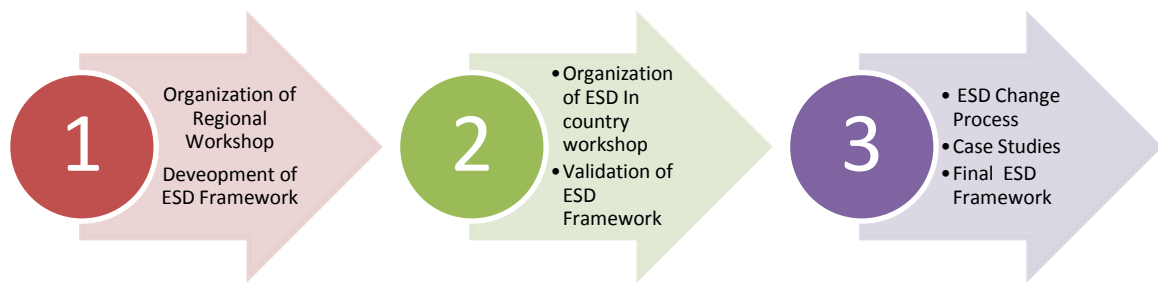 1
Organization of
Regional
Workshop
Deveopment of
ESD Framework
2
•Organization
of ESD In
country
workshop
•Validation of
ESD
Framework
3
• ESD Change
Process
•Case Studies
•Final ESD
Framework